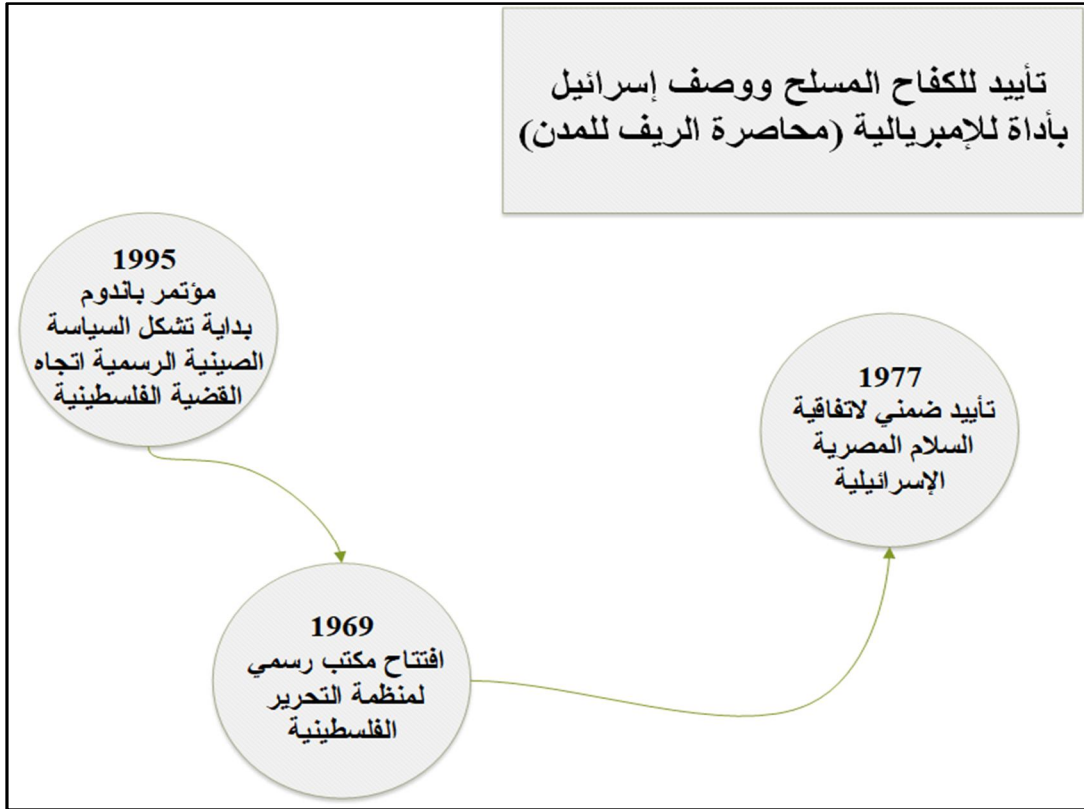 تأييد للكفاح المسلح ووصف إسرائيل
بأداة للإمبريالية (محاصرة الريف للمدن)
1995
مؤتمر باندوم
بداية تشكل السياسة
الصينية الرسمية اتجاه
القضية الفلسطينية
1969
افتتاح مكتب رسمي
لمنظمة التحرير
الفلسطينية
1977
تأييد ضمني لاتفاقية
السلام المصرية
الإسرائيلية